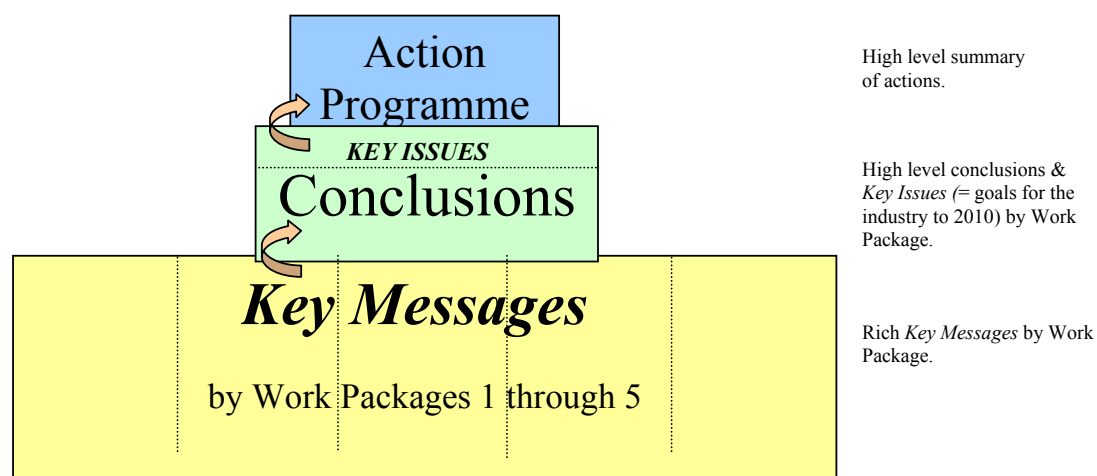 Action
Programme
High level summary
of actions.
KEY ISSUES
Conclusions
High level conclusions &
Key Issues (= goals for the
industry to 2010) by Work
Package.
Key Messages
by Work Packages 1 through 5
Rich Key Messages by Work
Package.